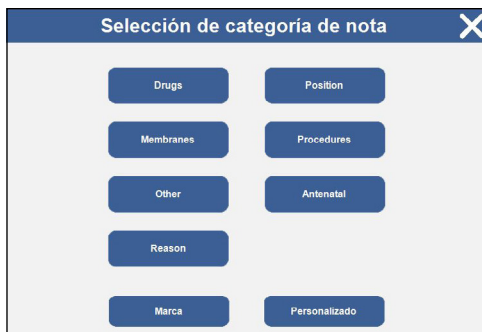 Selección de categoría de nota
Drugs Position
Membranes Procedures
Other Antenatal
Reason
Marca Personalizado